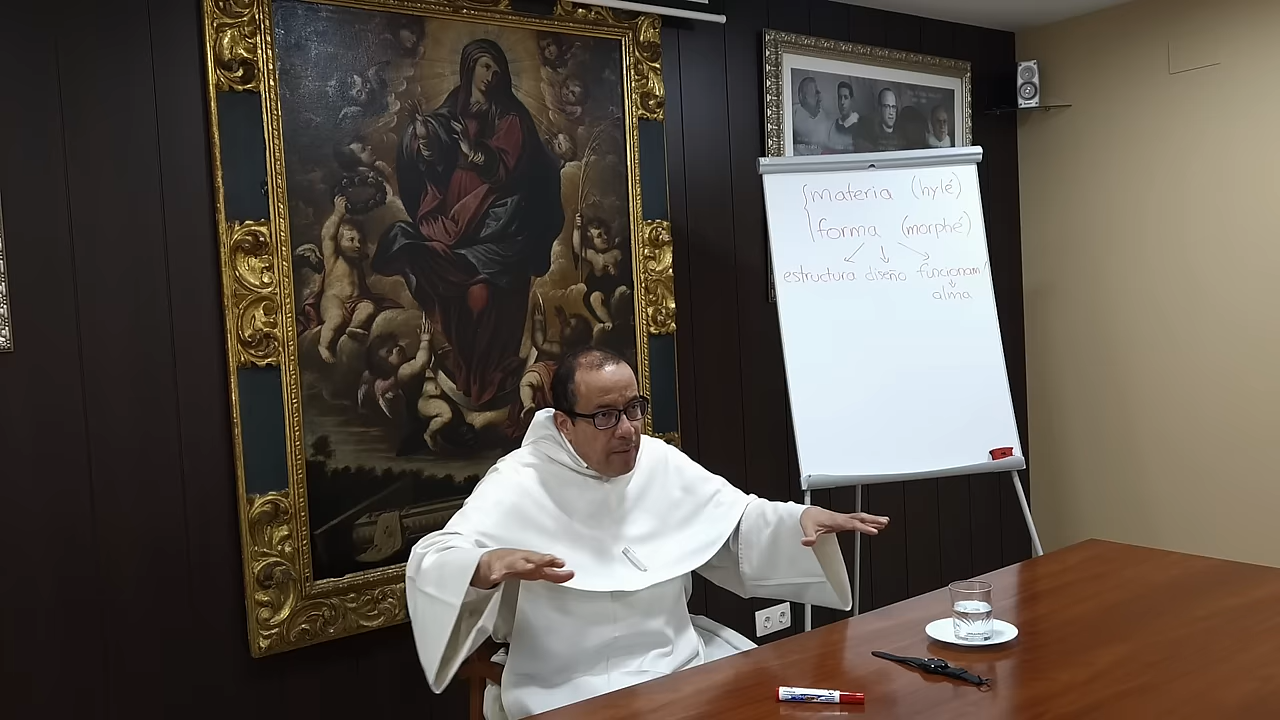 materia (hylé)
forma (morphé)
estructura diseño funcionam
alma